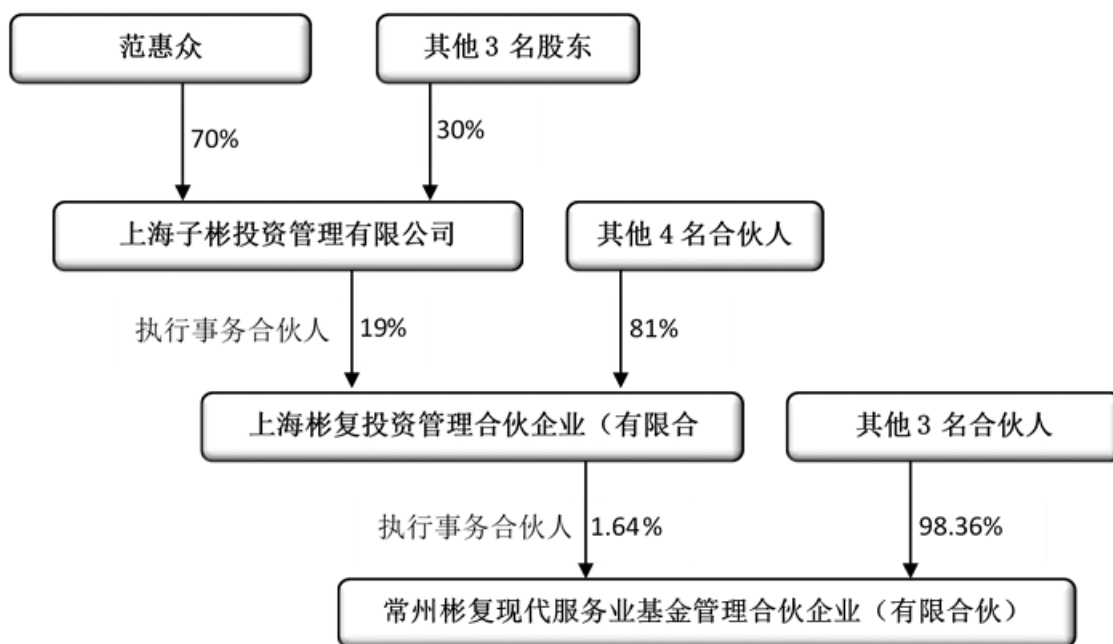 范惠众
其他 3 名股东
70%
30%
上海子彬投资管理有限公司
其他 4 名合伙人
执行事务合伙人
19%
81%
上海彬复投资管理合伙企业（有限合
其他 3 名合伙人
执行事务合伙人
1.64%
98.36%
常州彬复现代服务业基金管理合伙企业（有限合伙）